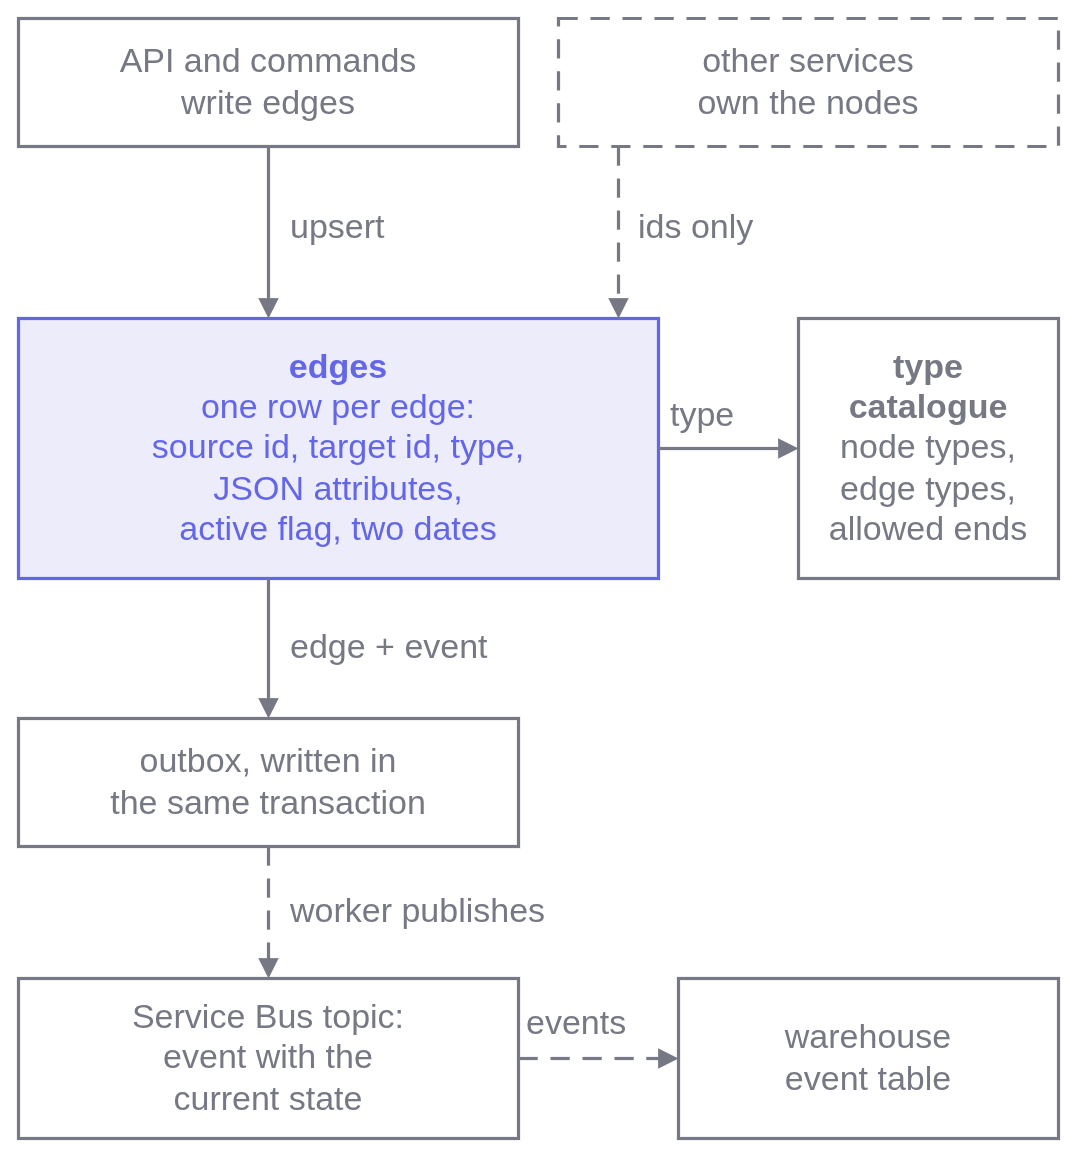 API and commands
write edges
other services
own the nodes
upsert
ids only
edges
one row per edge:
source id, target id, type,
JSON attributes,
active flag, two dates
type
type
catalogue
node types,
edge types,
allowed ends
edge + event
outbox, written in
the same transaction
worker publishes
Service Bus topic:
event with the
current state
events
warehouse
event table